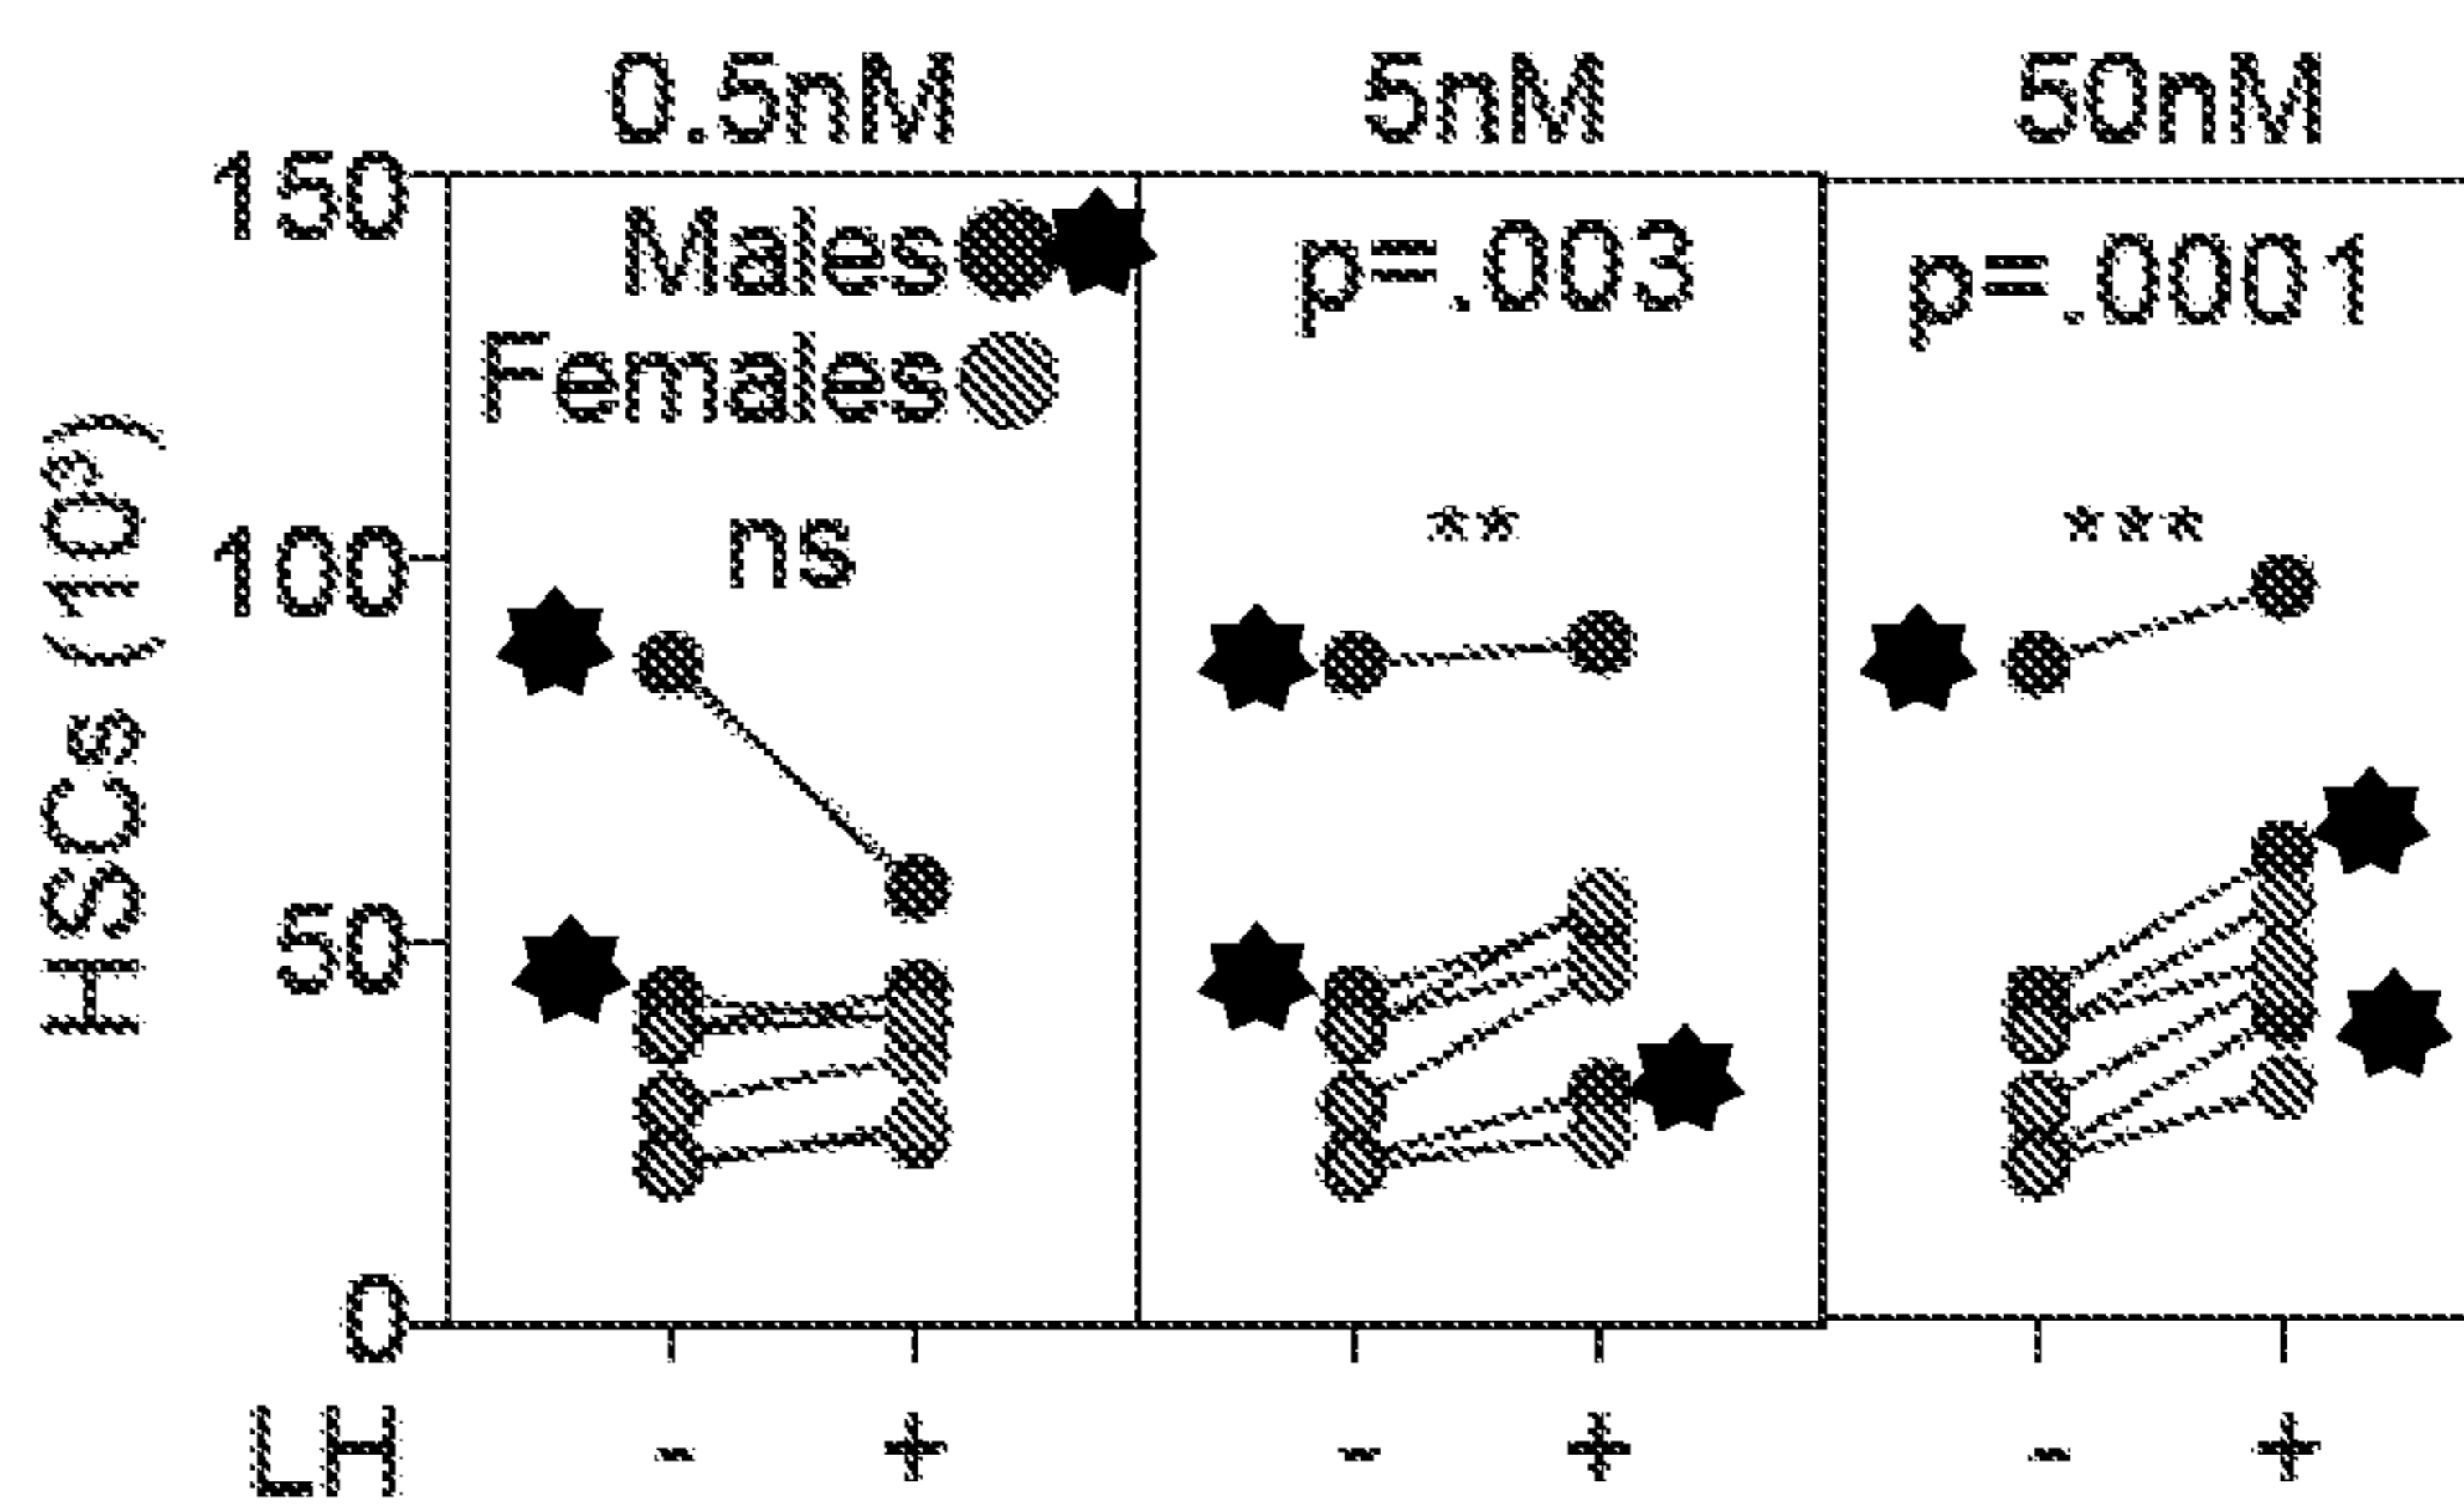 0.5nM 5nM 50nM
150
Males p=.003 p=.0001
Females
HSCs (10³)
100 ns ** ***
50
0
LH - + - + - +